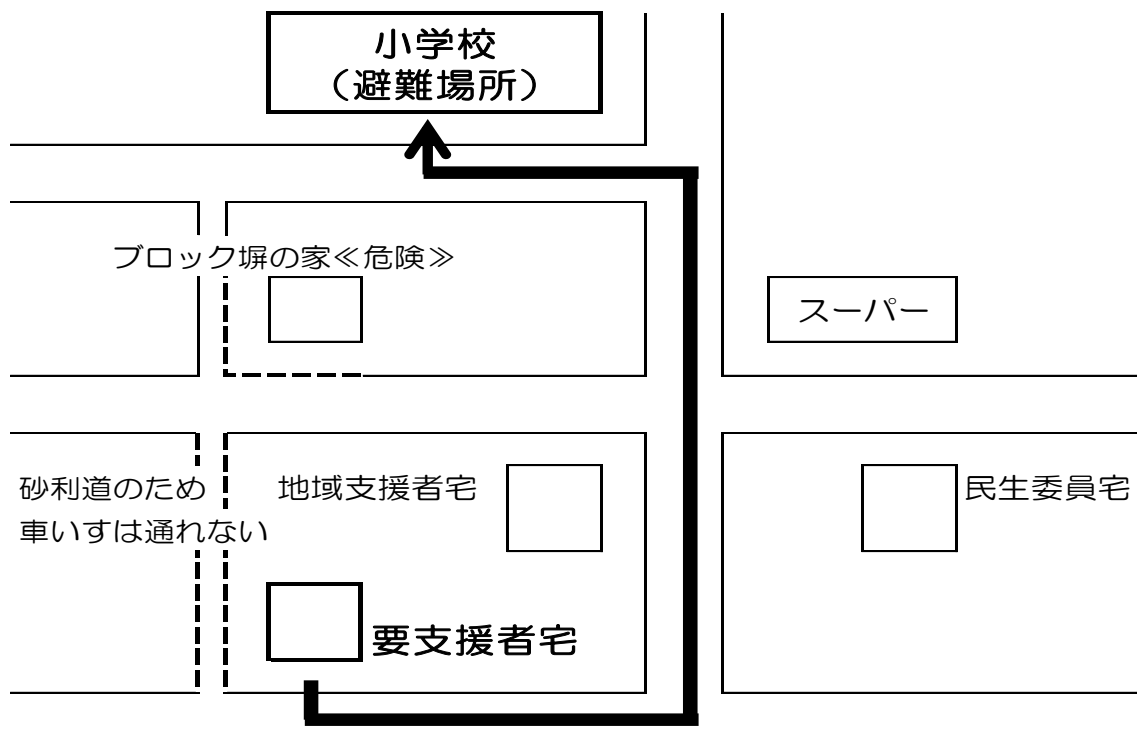 小学校
（避難場所）
ブロック塀の家≪危険≫
スーパー
砂利道のため
車いすは通れない
地域支援者宅
民生委員宅
要支援者宅